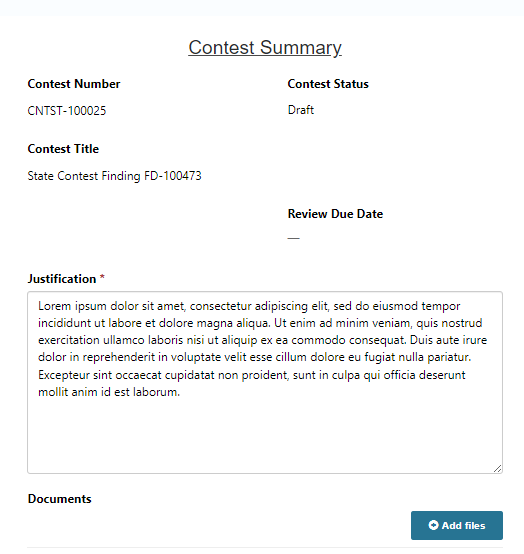 Contest Summary
Contest Number
Contest Status
CNTST-100025
Draft
Contest Title
State Contest Finding FD-100473
Review Due Date
—
Justification *
Lorem ipsum dolor sit amet, consectetur adipiscing elit, sed do eiusmod tempor
incididunt ut labore et dolore magna aliqua. Ut enim ad minim veniam, quis nostrud
exercitation ullamco laboris nisi ut aliquip ex ea commodo consequat. Duis aute irure
dolor in reprehenderit in voluptate velit esse cillum dolore eu fugiat nulla pariatur.
Excepteur sint occaecat cupidatat non proident, sunt in culpa qui officia deserunt
mollit anim id est laborum.
Documents
Add files